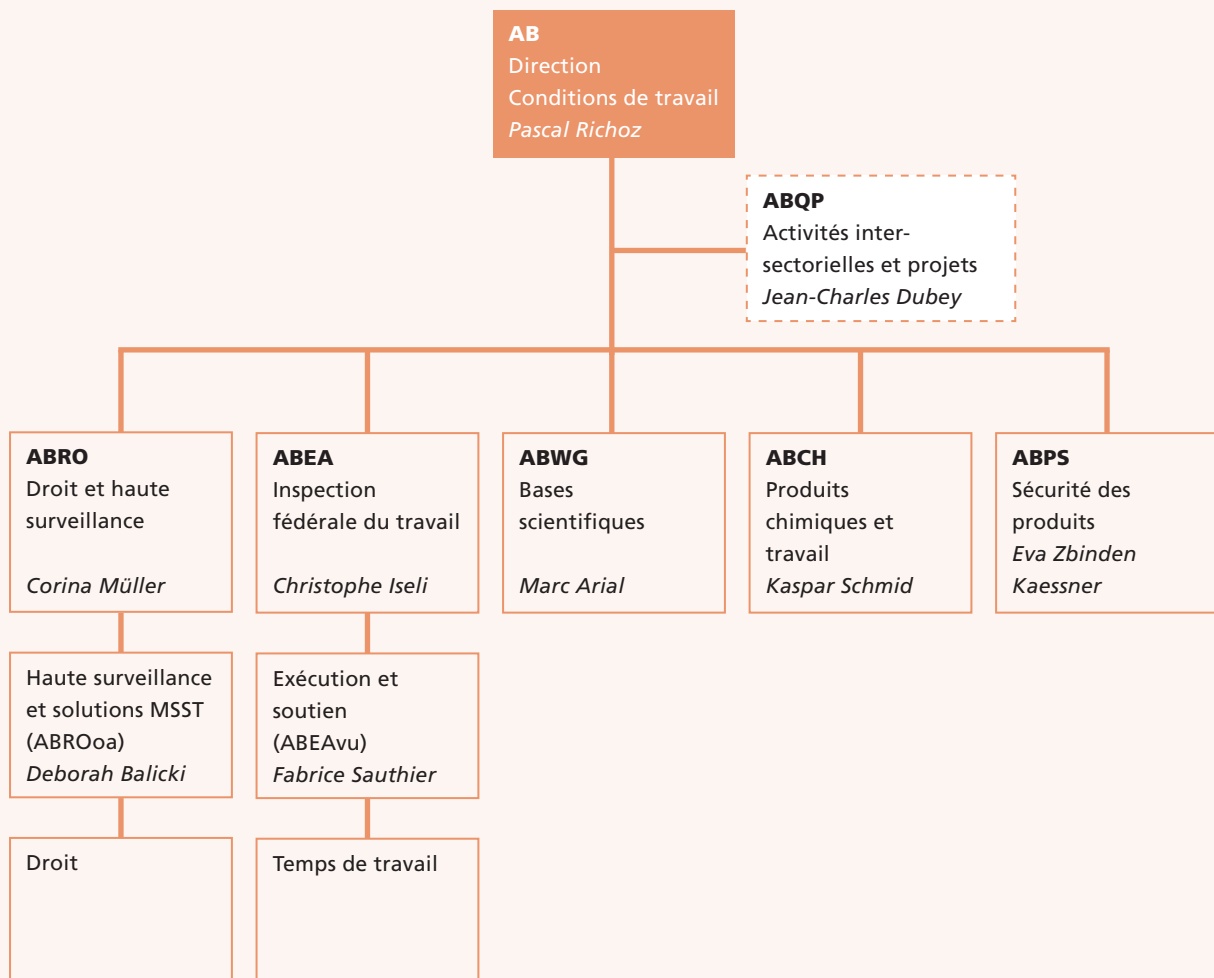 AB
Direction
Conditions de travail
Pascal Richoz
ABQP
Activités inter-
sectorielles et projets
Jean-Charles Dubey
ABRO
Droit et haute
surveillance
Corina Müller
ABEA
Inspection
fédérale du travail
Christophe Iseli
ABWG
Bases
scientifiques
Marc Arial
ABCH
Produits
chimiques et
travail
Kaspar Schmid
ABPS
Sécurité des
produits
Eva Zbinden
Kaessner
Haute surveillance
et solutions MSST
(ABROoa)
Deborah Balicki
Exécution et
soutien
(ABEAvu)
Fabrice Sauthier
Droit
Temps de travail